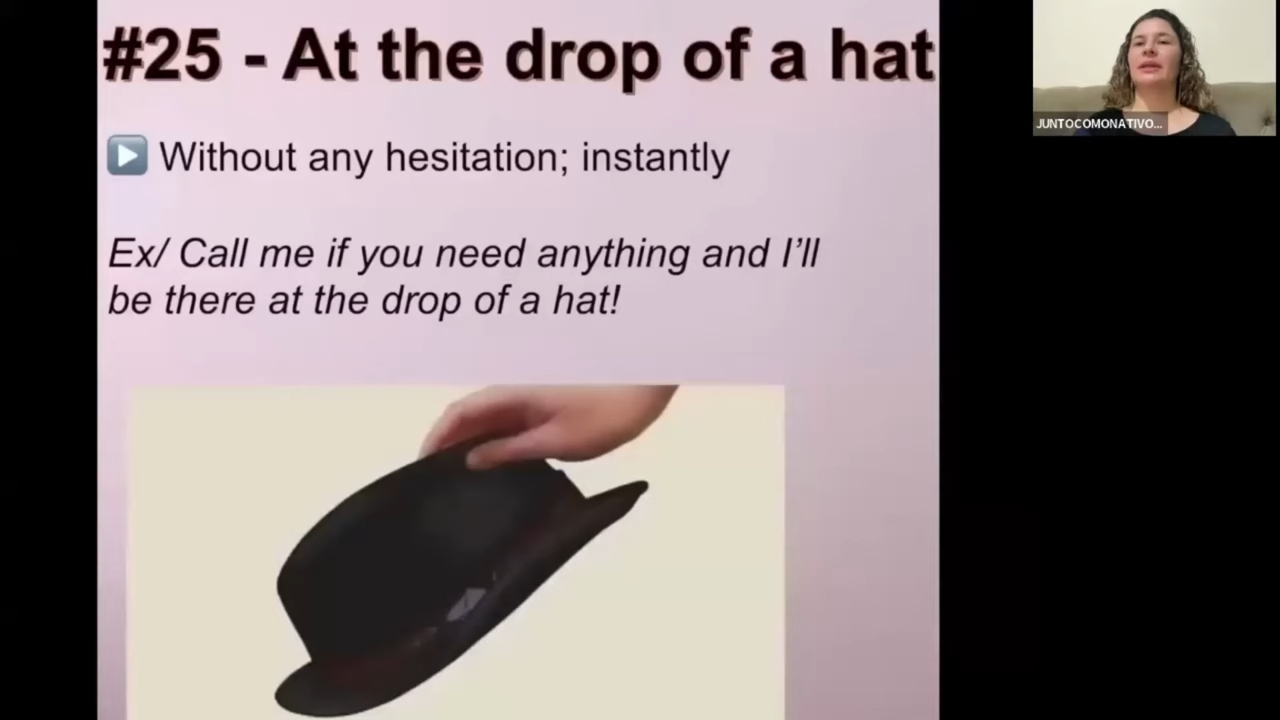 #25 - At the drop of a hat
Without any hesitation; instantly
Ex/ Call me if you need anything and I’ll
be there at the drop of a hat!
JUNTOCOMONATIVO...